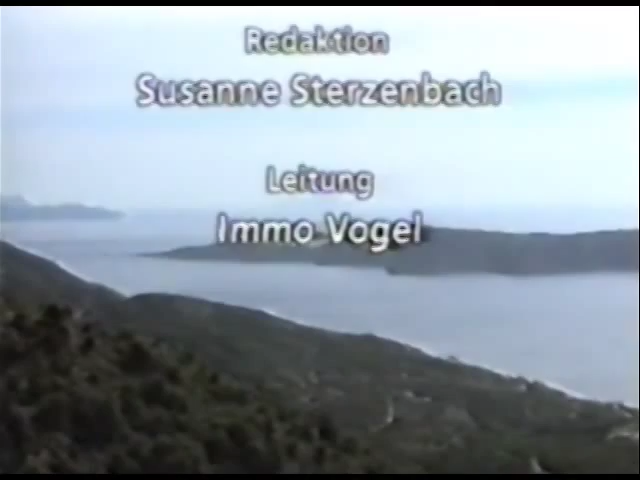 Redaktion
Susanne Sterzenbach
Leitung
Immo Vogel